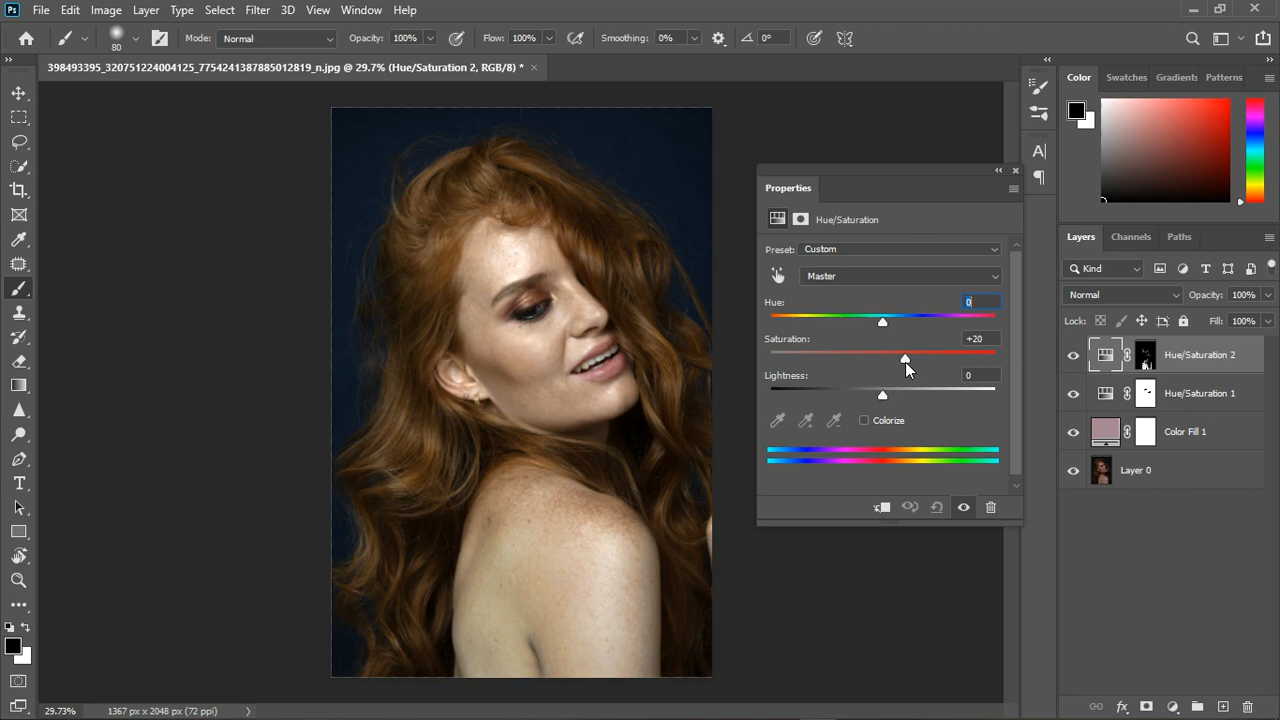 Ps File Edit Image Layer Type Select Filter 3D View Window Help
80 Mode: Normal Opacity: 100% Flow: 100% Smoothing: 0% 0°
398493395_320751224004125_7754241387885012819_n.jpg @ 29.7% (Hue/Saturation 2, RGB/8) *
Color Swatches Gradients Patterns
Properties
Hue/Saturation
Preset: Custom
Master
Hue: 0
Saturation: +20
Lightness: 0
Colorize
Layers Channels Paths
Kind
Normal Opacity: 100%
Lock: Fill: 100%
Hue/Saturation 2
Hue/Saturation 1
Color Fill 1
Layer 0
29.73% 1367 px x 2048 px (72 ppi)